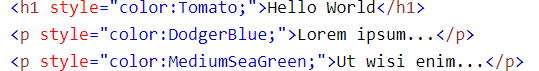 <h1 style="color:Tomato;">Hello World</h1>
<p style="color:DodgerBlue;">Lorem ipsum...</p>
<p style="color:MediumSeaGreen;">Ut wisi enim...</p>